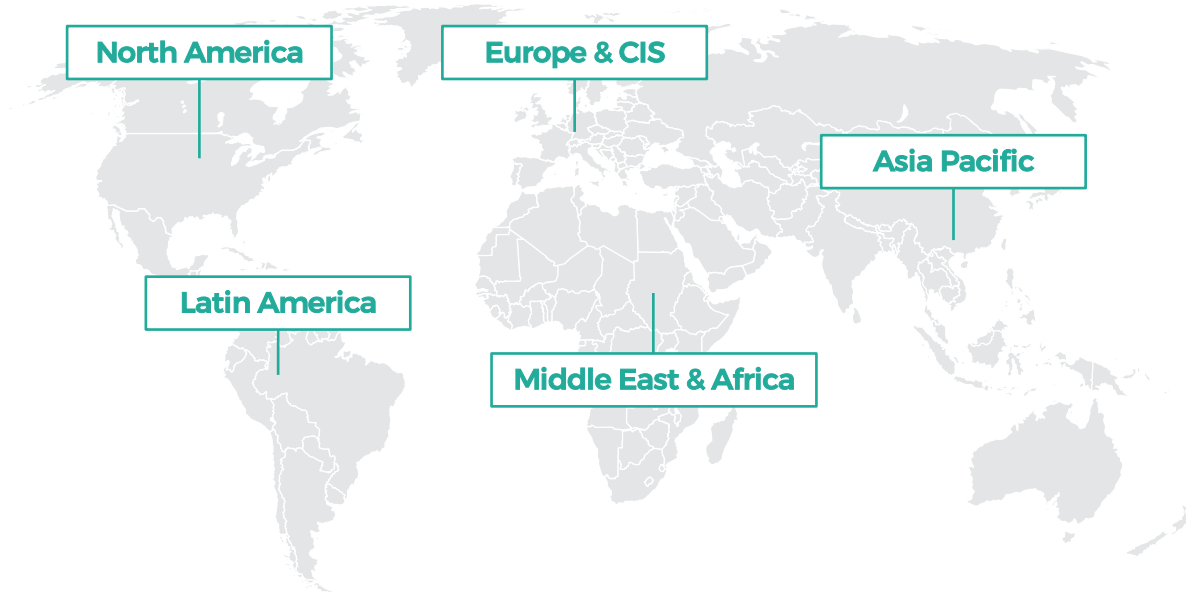 North America
Europe & CIS
Asia Pacific
Latin America
Middle East & Africa